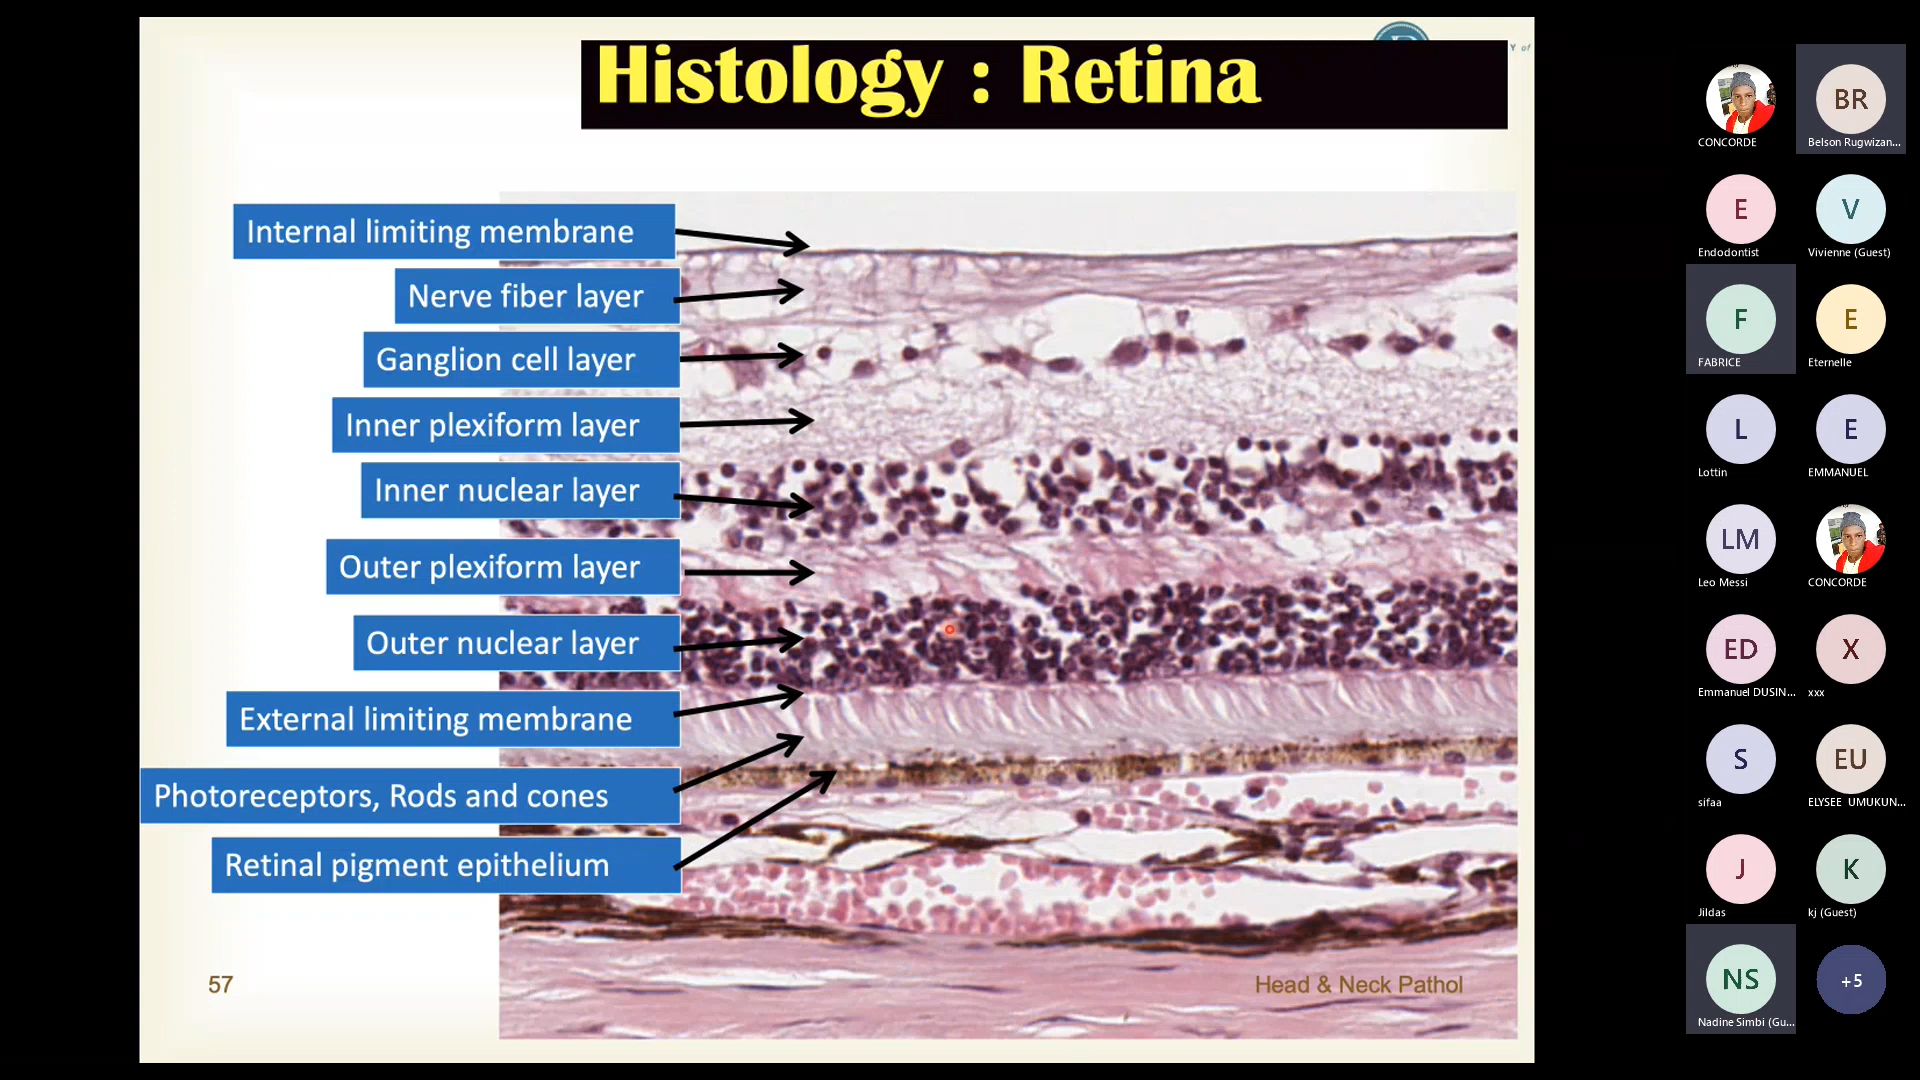 Histology : Retina
Y of
Internal limiting membrane
Nerve fiber layer
Ganglion cell layer
Inner plexiform layer
Inner nuclear layer
Outer plexiform layer
Outer nuclear layer
External limiting membrane
Photoreceptors, Rods and cones
Retinal pigment epithelium
57
Head & Neck Pathol
CONCORDE
BR
Belson Rugwizan...
E
Endodontist
V
Vivienne (Guest)
F
FABRICE
E
Eternelle
L
Lottin
E
EMMANUEL
LM
Leo Messi
CONCORDE
ED
Emmanuel DUSIN...
X
xxx
S
sifaa
EU
ELYSEE UMUKUN...
J
Jildas
K
kj (Guest)
NS
Nadine Simbi (Gu...
+5